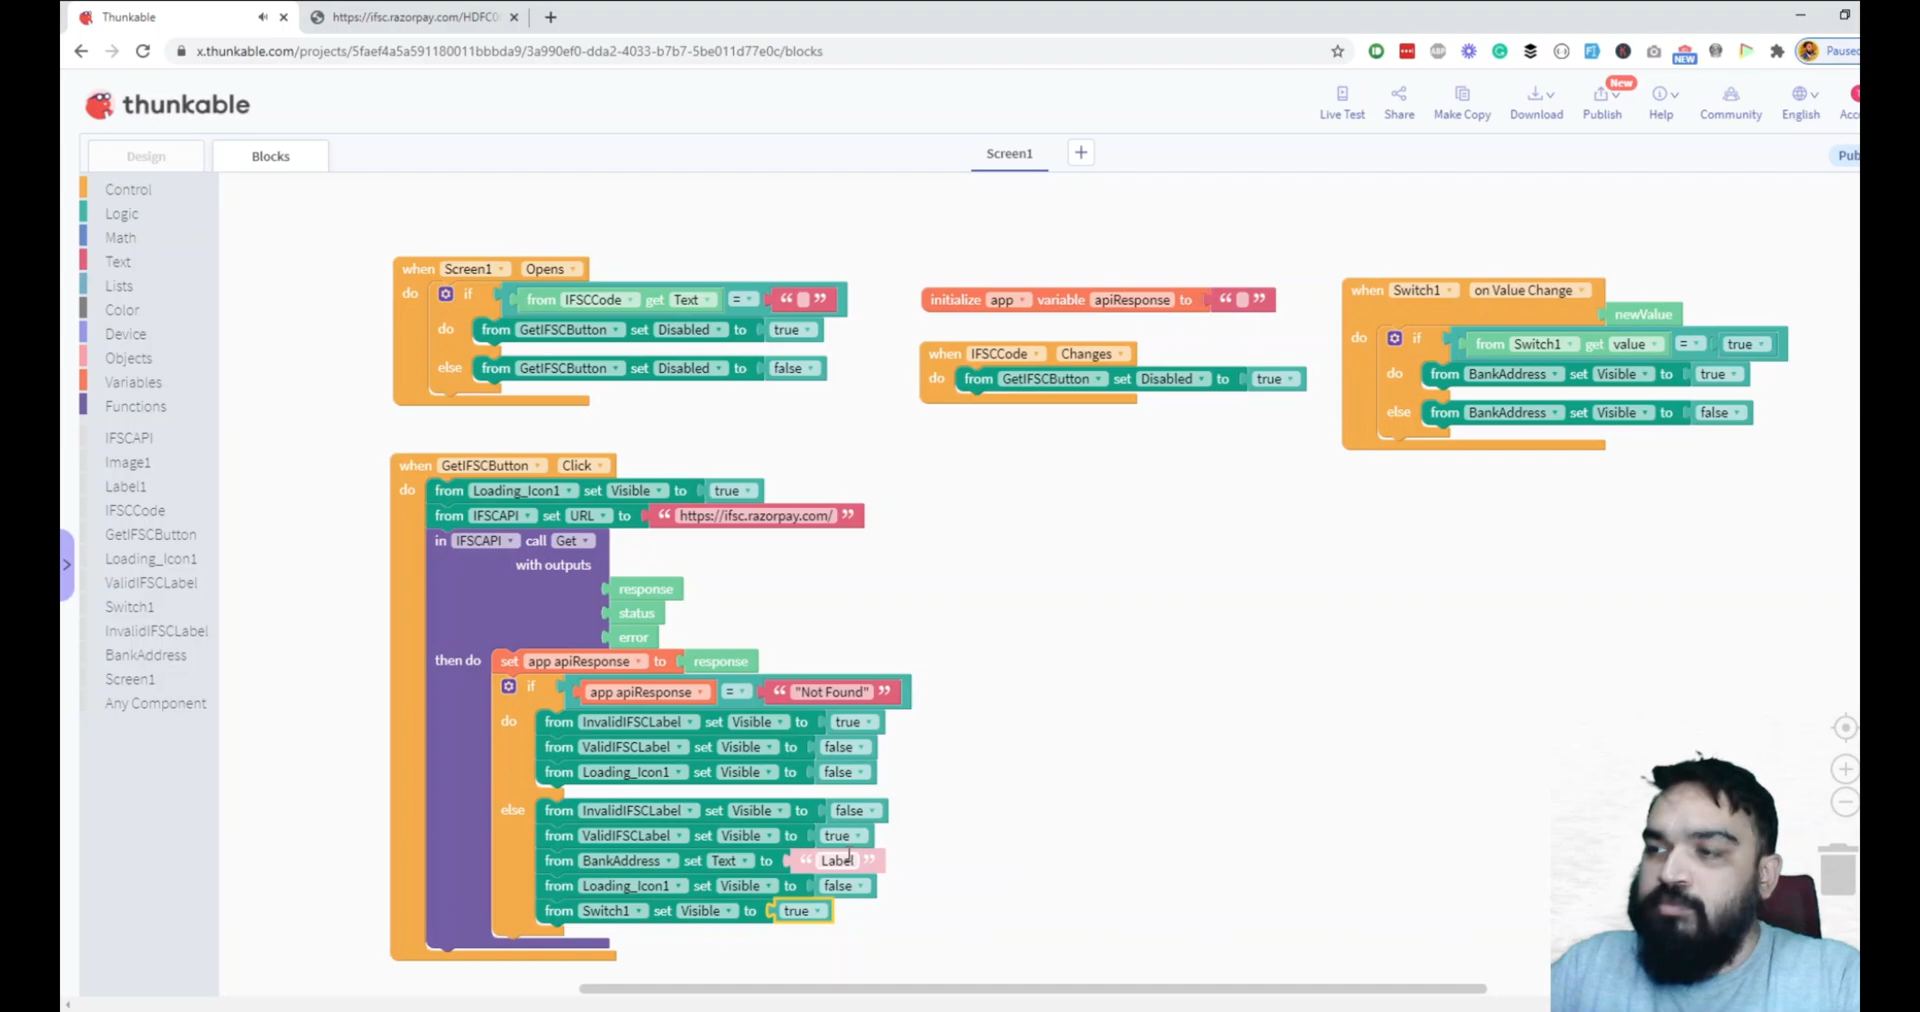 Thunkable
https://ifsc.razorpay.com/HDFC0
x.thunkable.com/projects/5faef4a5a591180011bbbda9/3a990ef0-dda2-4033-b7b7-5be011d77e0c/blocks
NEW
Paused
thunkable
Live Test
Share
Make Copy
Download
New
Publish
Help
Community
English
Acc
Design
Blocks
Screen1
Pub
Control
Logic
Math
Text
Lists
Color
Device
Objects
Variables
Functions
IFSCAPI
Image1
Label1
IFSCCode
GetIFSCButton
Loading_Icon1
ValidIFSCLabel
Switch1
InvalidIFSCLabel
BankAddress
Screen1
Any Component
when Screen1 Opens
do if from IFSCCode get Text = “ ”
do from GetIFSCButton set Disabled to true
else from GetIFSCButton set Disabled to false
initialize app variable apiResponse to “ ”
when IFSCCode Changes
do from GetIFSCButton set Disabled to true
when Switch1 on Value Change
newValue
do if from Switch1 get value = true
do from BankAddress set Visible to true
else from BankAddress set Visible to false
when GetIFSCButton Click
do from Loading_Icon1 set Visible to true
from IFSCAPI set URL to “ https://ifsc.razorpay.com/ ”
in IFSCAPI call Get
with outputs
response
status
error
then do set app apiResponse to response
if app apiResponse = “ "Not Found" ”
do from InvalidIFSCLabel set Visible to true
from ValidIFSCLabel set Visible to false
from Loading_Icon1 set Visible to false
else from InvalidIFSCLabel set Visible to false
from ValidIFSCLabel set Visible to true
from BankAddress set Text to “ Label ”
from Loading_Icon1 set Visible to false
from Switch1 set Visible to true